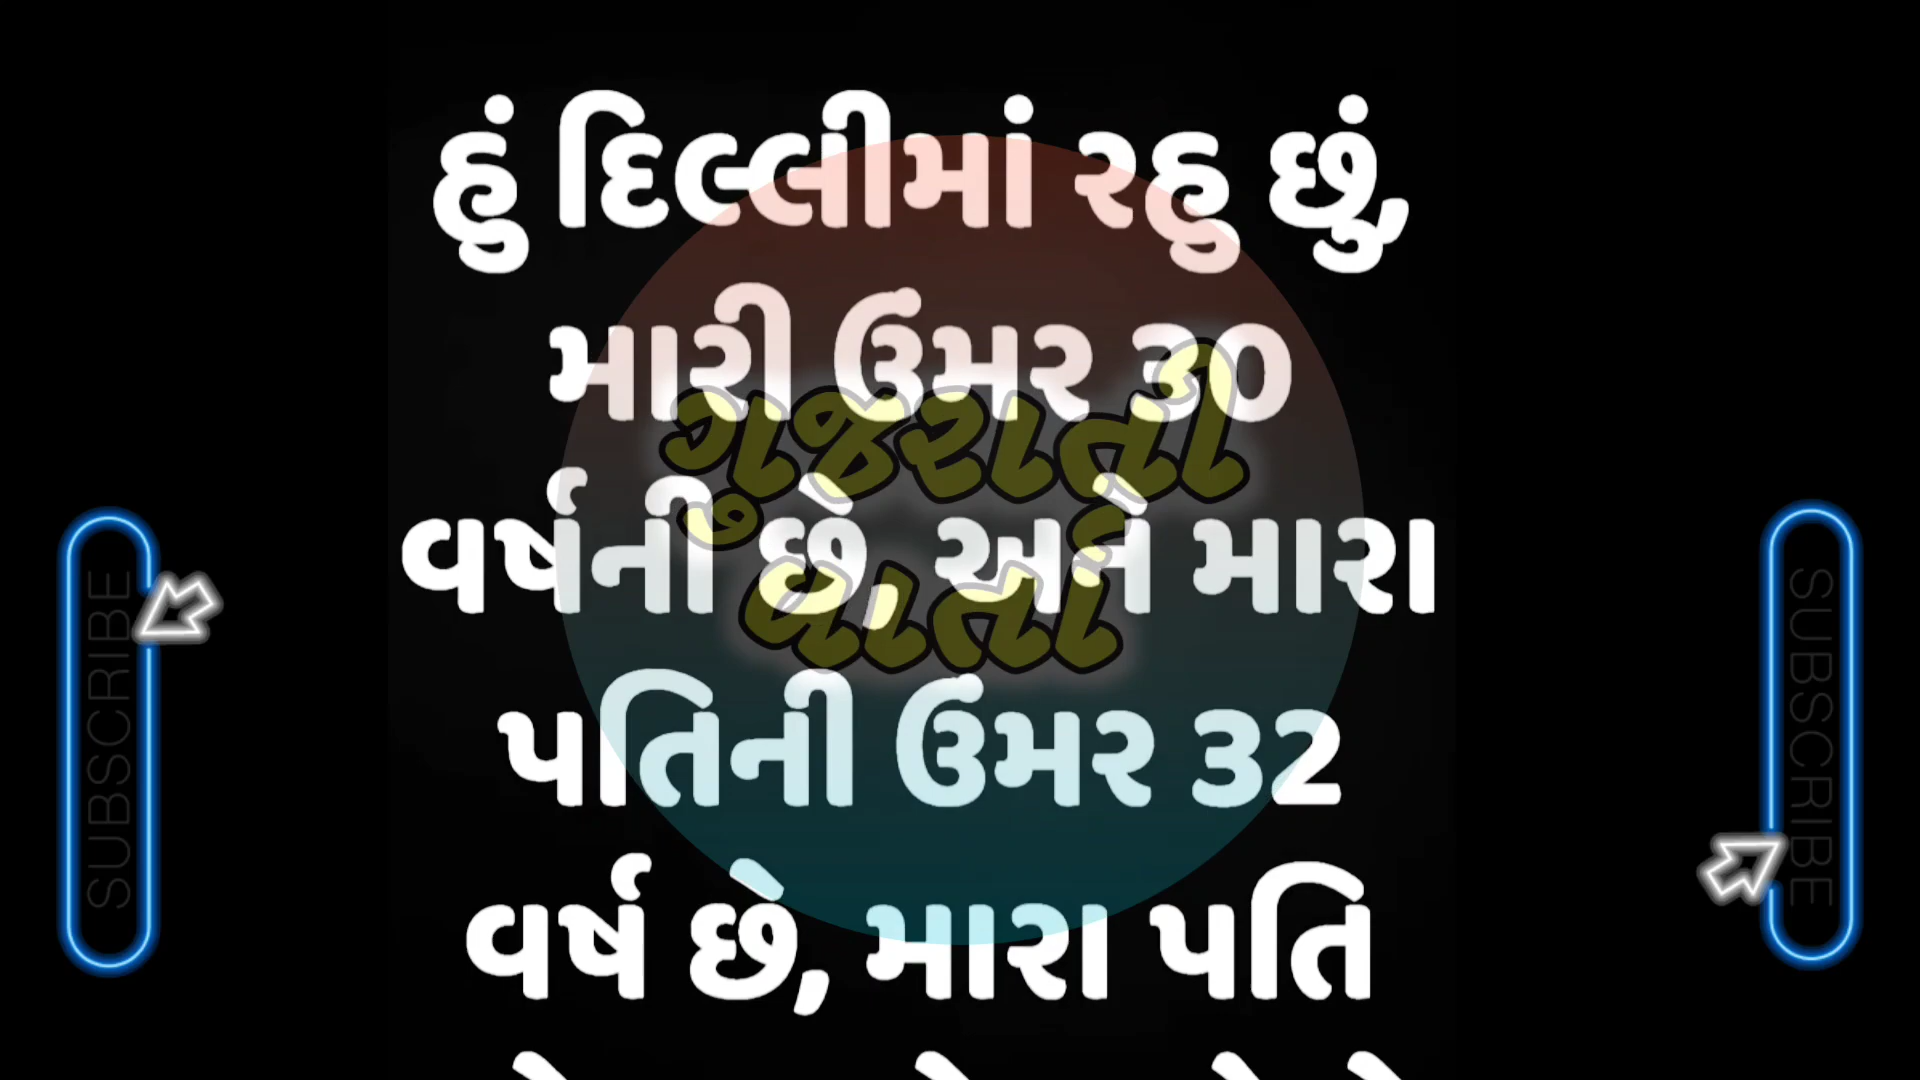 હું દિલ્લીમાં રહુ છું,
મારી ઉંમર 30
વર્ષની છે, અને મારા
પતિની ઉંમર 32
વર્ષ છે, મારા પતિ
ગુજરાતી
વાર્તા
SUBSCRIBE
SUBSCRIBE